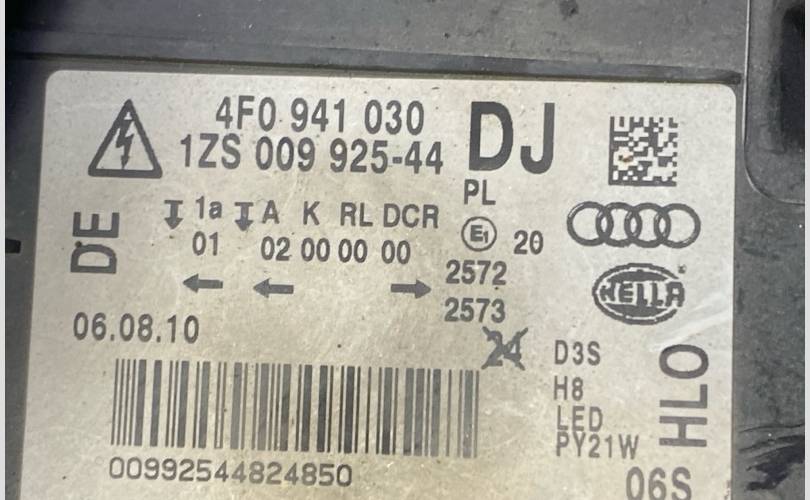 4F0 941 030 DJ
1ZS 009 925-44
PL
1a A K RL DCR
01 02 00 00 00
E1 20
DE
2572
2573
06.08.10
24
D3S
H8
LED
PY21W
HELLA
HLO
00992544824850
06S